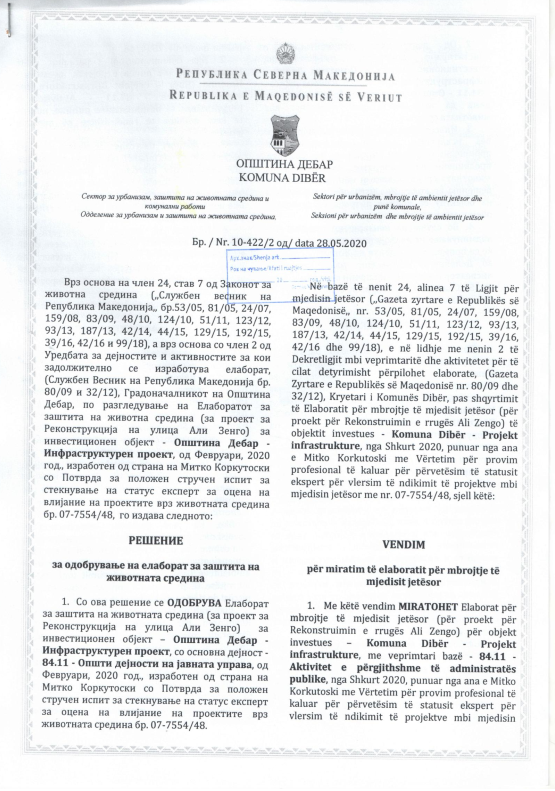 Република Северна Македонија
Republika e Maqedonisë së Veriut
ОПШТИНА ДЕБАР
KOMUNA DIBËR
Сектор за урбанизам, заштита на животната средина и
комунални работи
Одделение за урбанизам и заштита на животната средина.
Sektori për urbanizëm, mbrojtje të ambientit jetësor dhe
punë komunale,
Seksioni për urbanizëm dhe mbrojtje të ambientit jetësor
Бр. / Nr. 10-422/2 од/ data 28.05.2020
Врз основа на член 24, став 7 од Законот за
животна средина („Службен весник на
Република Македонија„ бр.53/05, 81/05, 24/07,
159/08, 83/09, 48/10, 124/10, 51/11, 123/12,
93/13, 187/13, 42/14, 44/15, 129/15, 192/15,
39/16, 42/16 и 99/18), а врз основа со член 2 од
Уредбата за дејностите и активностите за кои
задолжително се изработува елаборат,
(Службен Весник на Република Македонија бр.
80/09 и 32/12), Градоначалникот на Општина
Дебар, по разгледување на Елаборатот за
заштита на животна средина (за проект за
Реконструкција на улица Али Зенго) за
инвестиционен објект - Општина Дебар -
Инфраструктурен проект, од Февруари, 2020
год., изработен од страна на Митко Коркутоски
со Потврда за положен стручен испит за
стекнување на статус експерт за оцена на
влијание на проектите врз животната средина
бр. 07-7554/48, го издава следното:
РЕШЕНИЕ
за одобрување на елаборат за заштита на
животната средина
1. Со ова решение се ОДОБРУВА Елаборат
за заштита на животната средина (за проект за
Реконструкција на улица Али Зенго) за
инвестиционен објект – Општина Дебар -
Инфраструктурен проект, со основна дејност -
84.11 - Општи дејности на јавната управа, од
Февруари, 2020 год., изработен од страна на
Митко Коркутоски со Потврда за положен
стручен испит за стекнување на статус експерт
за оцена на влијание на проектите врз
животната средина бр. 07-7554/48.
Në bazë të nenit 24, alinea 7 të Ligjit për
mjedisin jetësor („Gazeta zyrtare e Republikës së
Maqedonisë„ nr. 53/05, 81/05, 24/07, 159/08,
83/09, 48/10, 124/10, 51/11, 123/12, 93/13,
187/13, 42/14, 44/15, 129/15, 192/15, 39/16,
42/16 dhe 99/18), e në lidhje me nenin 2 të
Dekretligjit mbi veprimtaritë dhe aktivitetet për të
cilat detyrimisht përpilohet elaborate, (Gazeta
Zyrtare e Republikës së Maqedonisë nr. 80/09 dhe
32/12), Kryetari i Komunës Dibër, pas shqyrtimit
të Elaboratit për mbrojtje të mjedisit jetësor (për
proekt për Rekostruimin e rrugës Ali Zengo) të
objektit investues - Komuna Dibër - Projekt
infrastrukture, nga Shkurt 2020, punuar nga ana
e Mitko Korkutoski me Vërtetim për provim
profesional të kaluar për përvetësim të statusit
ekspert për vlersim të ndikimit të projektve mbi
mjedisin jetësor me nr. 07-7554/48, sjell këtë:
VENDIM
për miratim të elaboratit për mbrojtje të
mjedisit jetësor
1. Me këtë vendim MIRATOHET Elaborat për
mbrojtje të mjedisit jetësor (për proekt për
Rekostruimin e rrugës Ali Zengo) për objekt
investues – Komuna Dibër - Projekt
infrastrukture, me veprimtari bazë - 84.11 -
Aktivitet e përgjithshme të administratës
publike, nga Shkurt 2020, punuar nga ana e Mitko
Korkutoski me Vërtetim për provim profesional të
kaluar për përvetësim të statusit ekspert për
vlersim të ndikimit të projektve mbi mjedisin